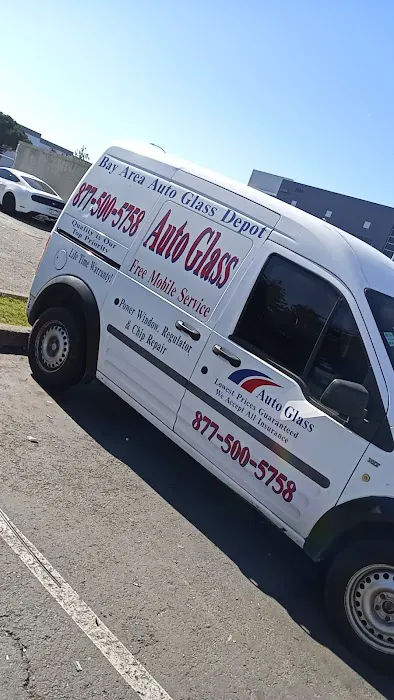 Bay Area Auto Glass Depot
877-500-5758
Quality is Our
Top Priority
Life Time Warranty!
Auto Glass
Free Mobile Service
Power Window, Regulator
& Chip Repair
Auto Glass
Lowest Prices Guaranteed
We Accept All Insurance
877-500-5758